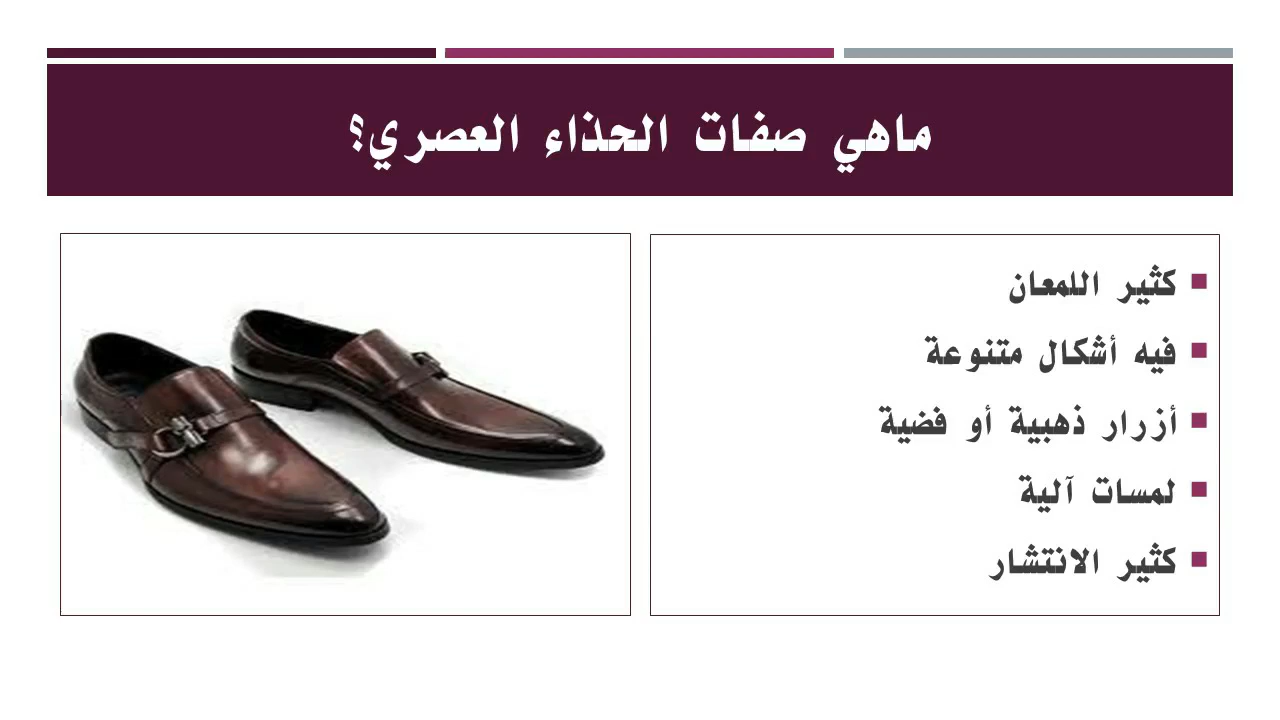 ماهي صفات الحذاء العصري؟
كثير اللمعان
فيه أشكال متنوعة
أزرار ذهبية أو فضية
لمسات آلية
كثير الانتشار